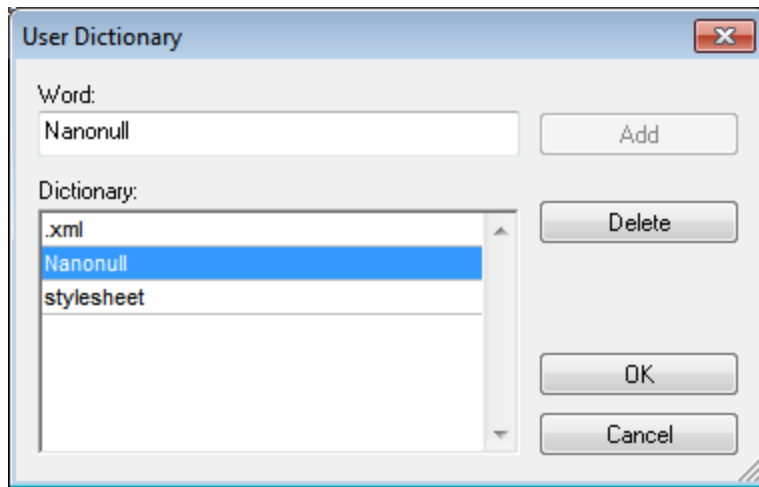 User Dictionary
Word:
Nanonull
Add
Dictionary:
.xml
Nanonull
stylesheet
Delete
OK
Cancel